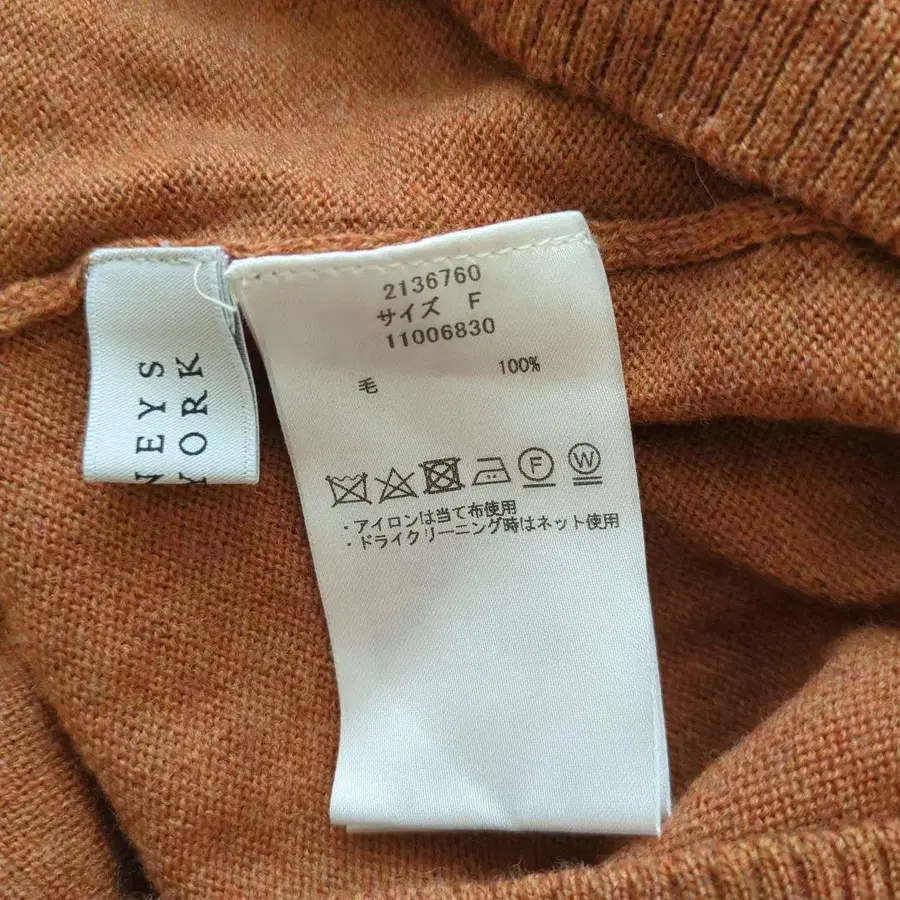 NEYS
YORK
2136760
サイズ F
11006830
毛 100%
F W
・アイロンは当て布使用
・ドライクリーニング時はネット使用